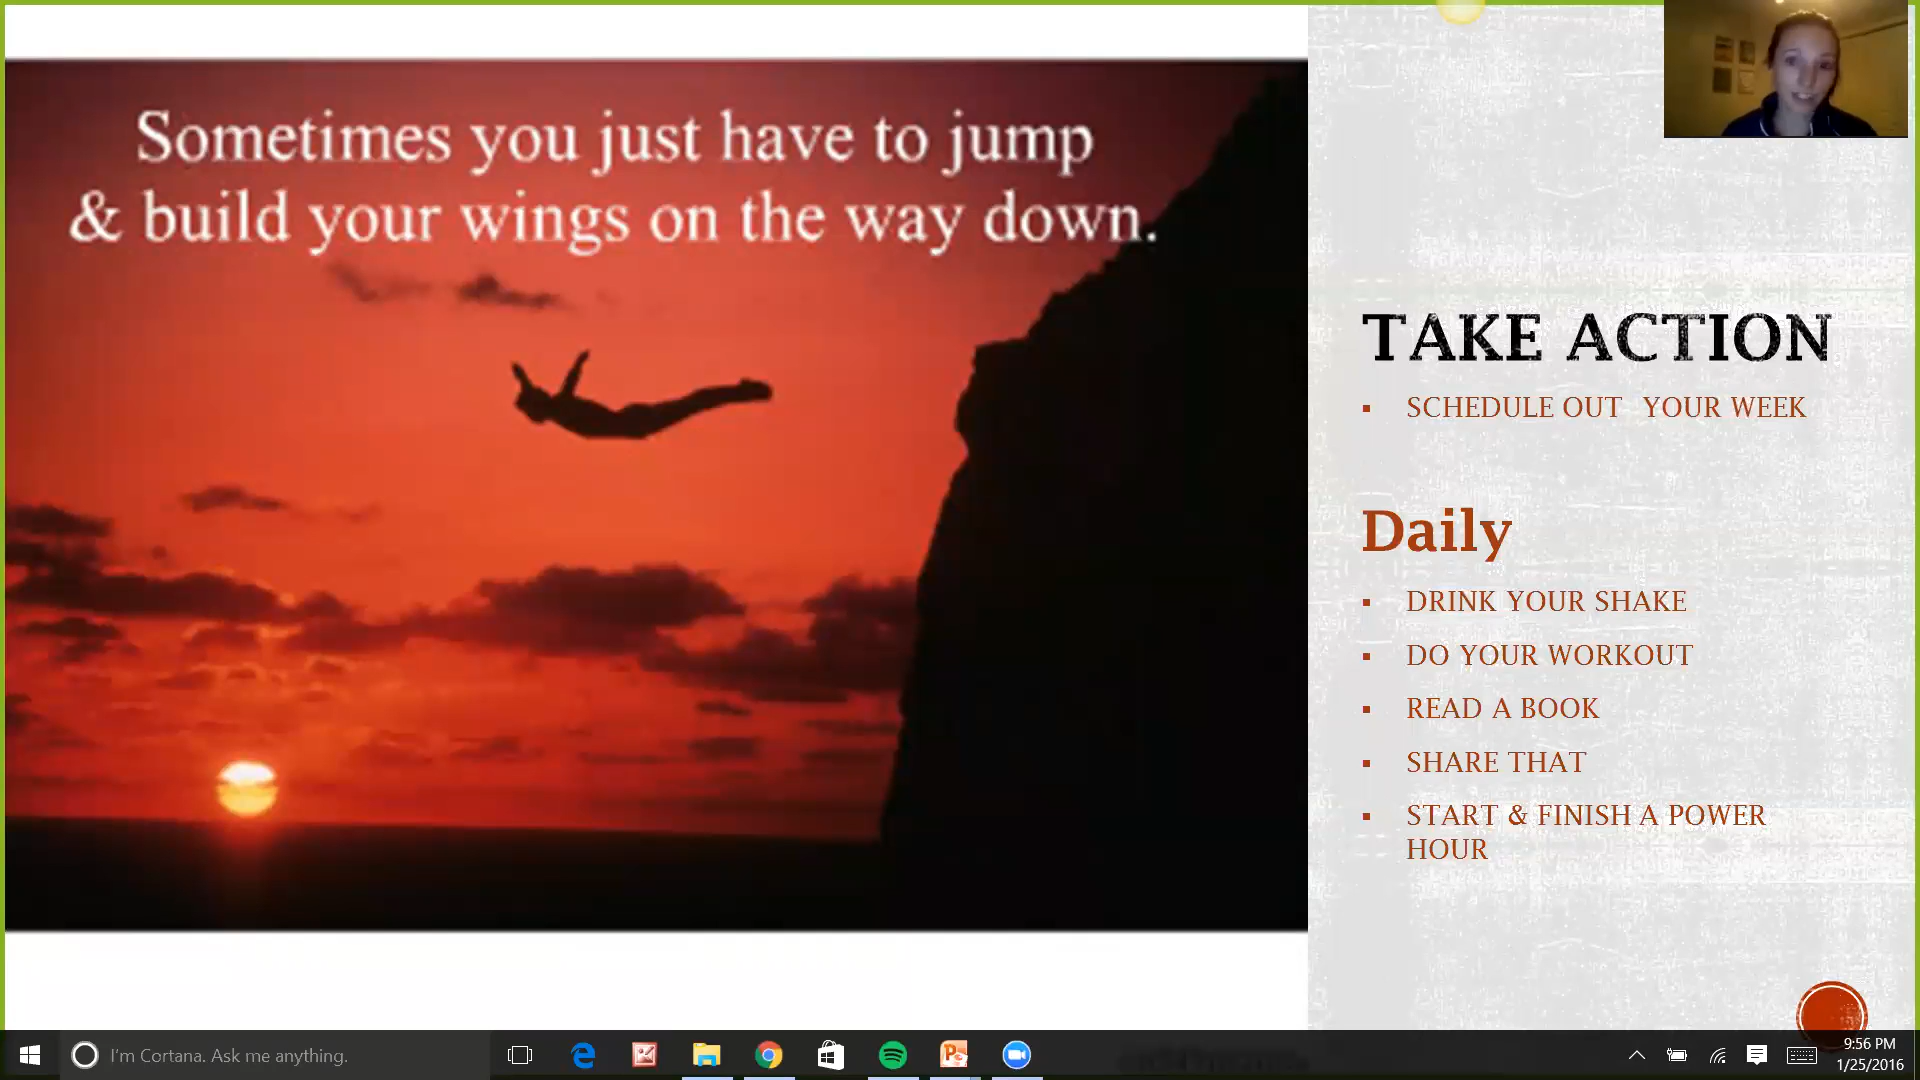 Sometimes you just have to jump
& build your wings on the way down.
TAKE ACTION
▪ SCHEDULE OUT YOUR WEEK
Daily
▪ DRINK YOUR SHAKE
▪ DO YOUR WORKOUT
▪ READ A BOOK
▪ SHARE THAT
▪ START & FINISH A POWER
HOUR
I'm Cortana. Ask me anything.
9:56 PM
1/25/2016